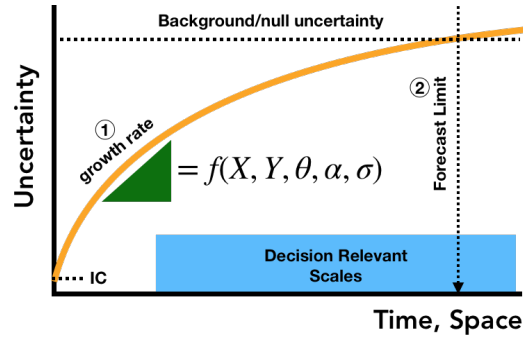 Background/null uncertainty
Uncertainty
① growth rate
= f(X, Y, θ, α, σ)
② Forecast Limit
IC
Decision Relevant
Scales
Time, Space